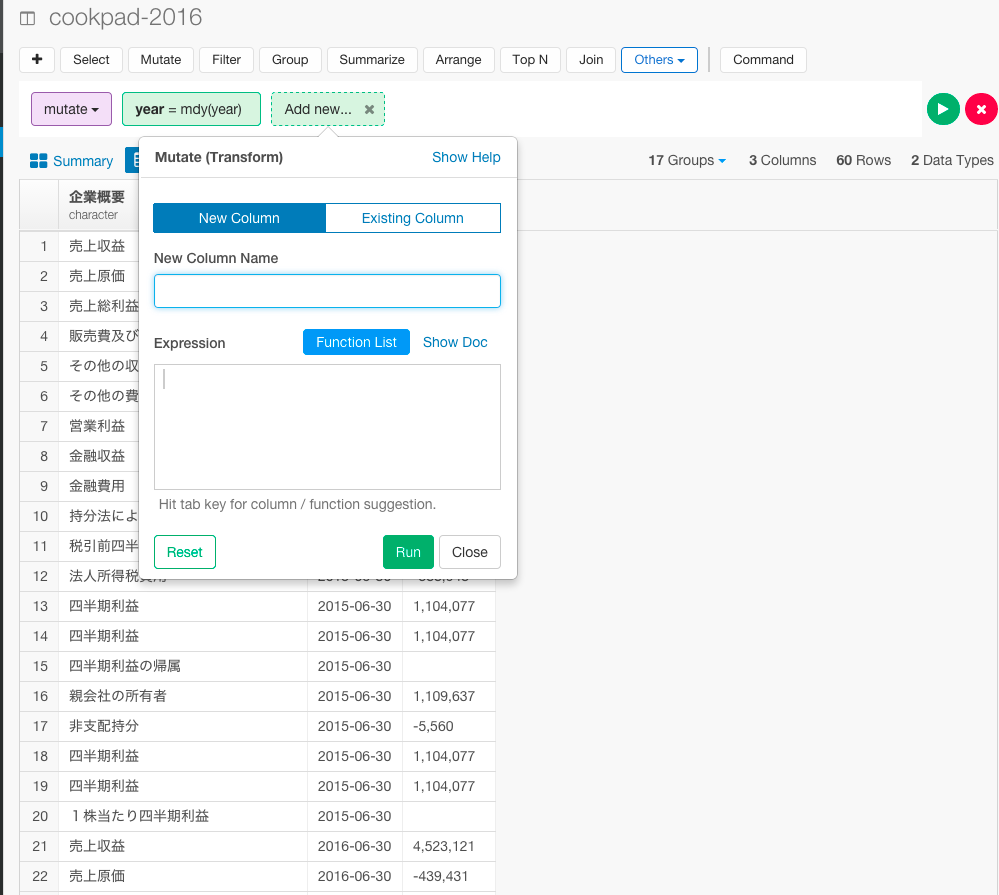 cookpad-2016
+ Select Mutate Filter Group Summarize Arrange Top N Join Others Command
mutate year = mdy(year) Add new... ×
Summary 17 Groups 3 Columns 60 Rows 2 Data Types
Mutate (Transform) Show Help
New Column Existing Column
New Column Name
Expression Function List Show Doc
Hit tab key for column / function suggestion.
Reset Run Close
企業概要
character
1 売上収益
2 売上原価
3 売上総利益
4 販売費及び
5 その他の収
6 その他の費
7 営業利益
8 金融収益
9 金融費用
10 持分法によ
11 税引前四半
12 法人所得税費用
13 四半期利益 2015-06-30 1,104,077
14 四半期利益 2015-06-30 1,104,077
15 四半期利益の帰属 2015-06-30
16 親会社の所有者 2015-06-30 1,109,637
17 非支配持分 2015-06-30 -5,560
18 四半期利益 2015-06-30 1,104,077
19 四半期利益 2015-06-30 1,104,077
20 １株当たり四半期利益 2015-06-30
21 売上収益 2016-06-30 4,523,121
22 売上原価 2016-06-30 -439,431